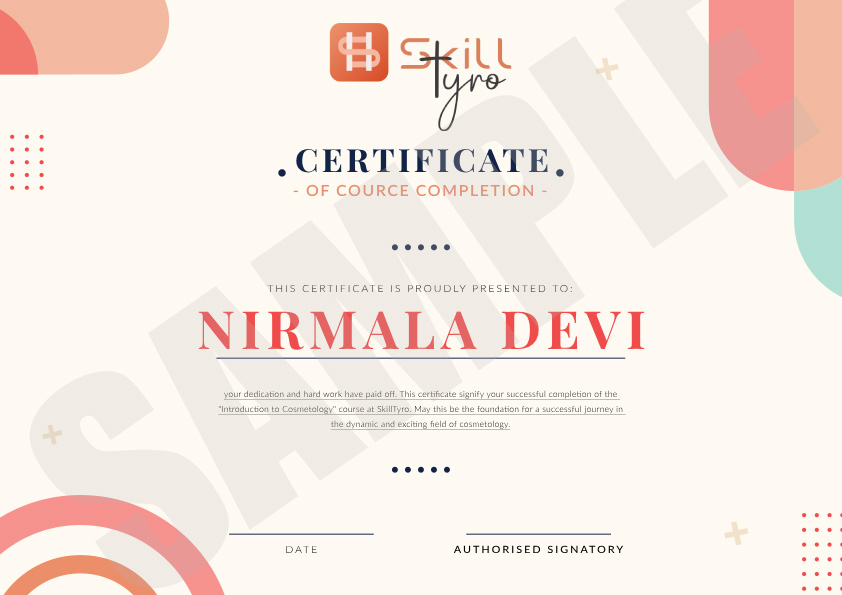 Skill
tyro
CERTIFICATE
- OF COURCE COMPLETION -
THIS CERTIFICATE IS PROUDLY PRESENTED TO:
NIRMALA DEVI
your dedication and hard work have paid off. This certificate signify your successful completion of the
"Introduction to Cosmetology" course at SkillTyro. May this be the foundation for a successful journey in
the dynamic and exciting field of cosmetology.
DATE
AUTHORISED SIGNATORY
SAMPLE